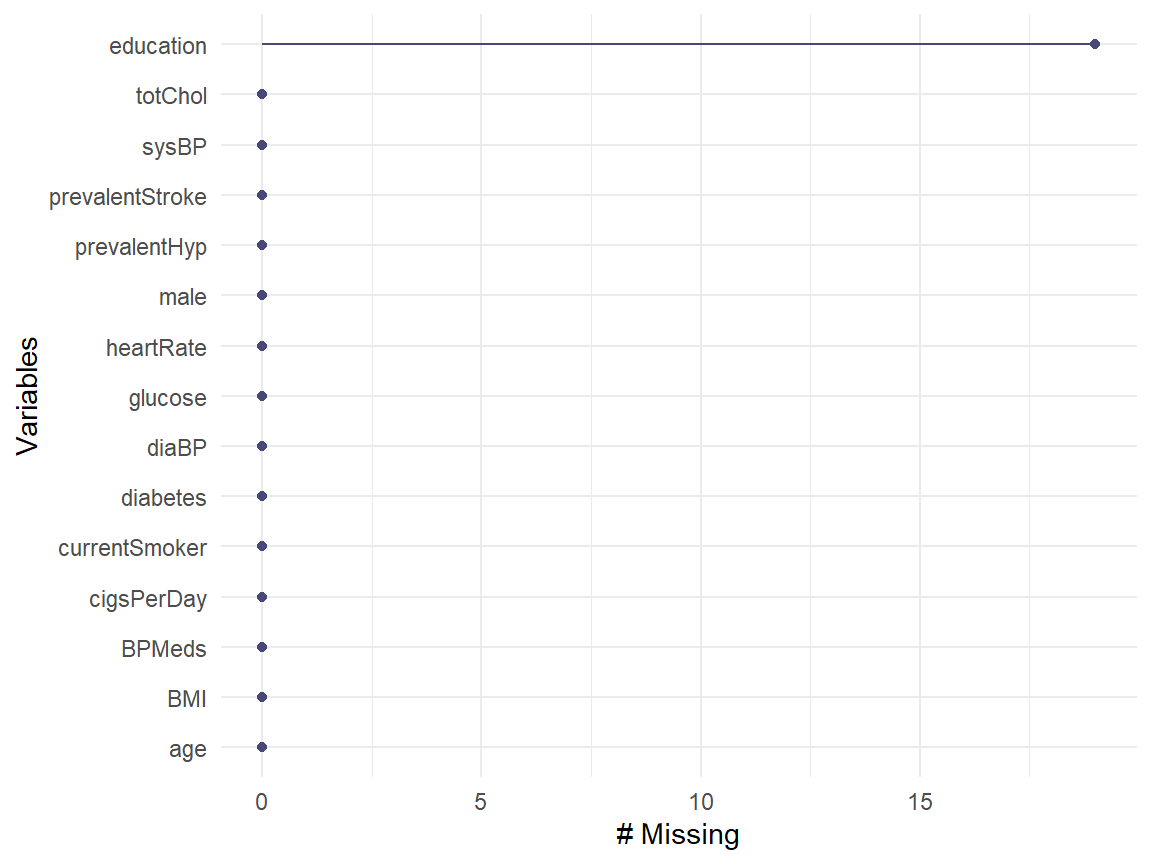 education
totChol
sysBP
prevalentStroke
prevalentHyp
male
heartRate
glucose
diaBP
diabetes
currentSmoker
cigsPerDay
BPMeds
BMI
age
Variables
0 5 10 15
# Missing